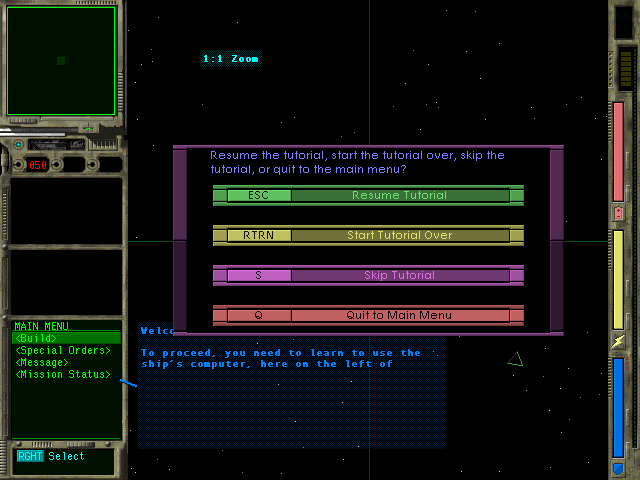 1:1 Zoom
Resume the tutorial, start the tutorial over, skip the
tutorial, or quit to the main menu?
ESC Resume Tutorial
RTRN Start Tutorial Over
S Skip Tutorial
Q Quit to Main Menu
050
MAIN MENU
<Build>
<Special Orders>
<Message>
<Mission Status>
RGHT Select
To proceed, you need to learn to use the
ship's computer, here on the left of